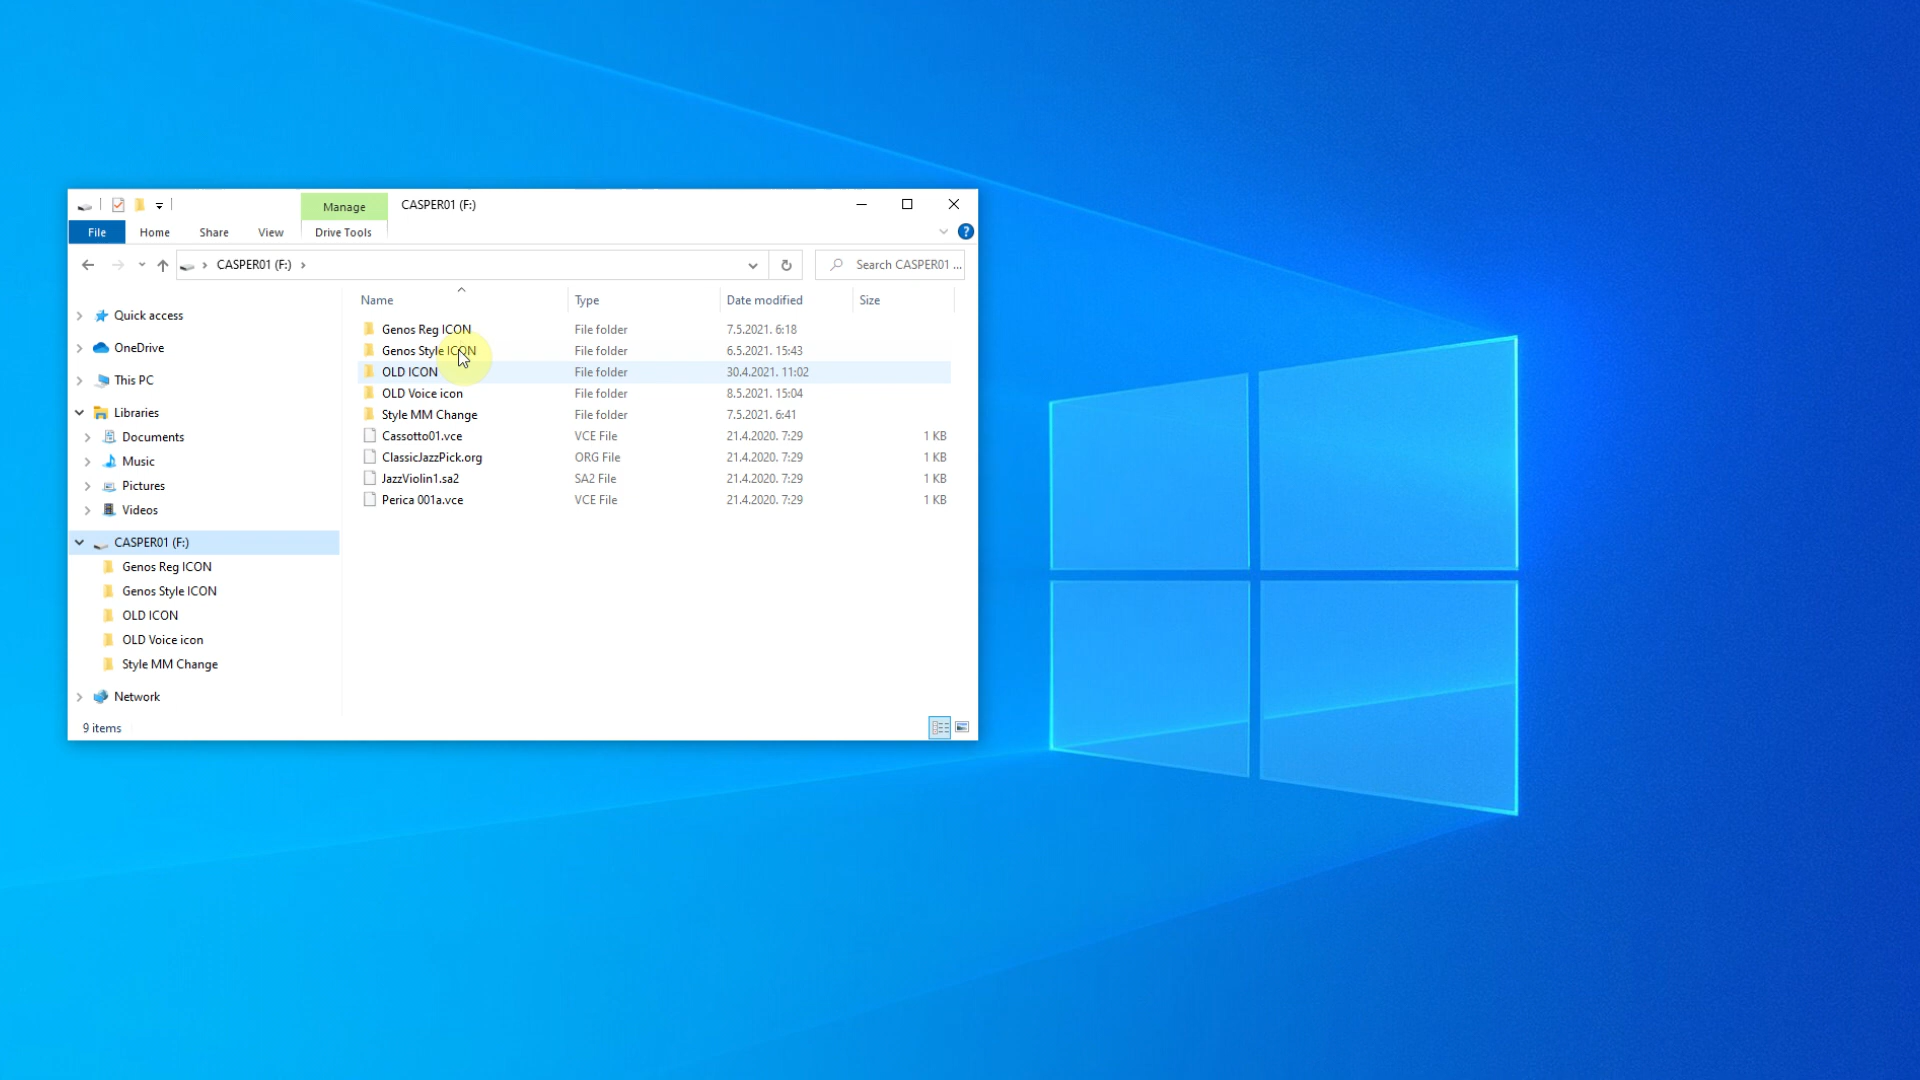 Manage
CASPER01 (F:)
File
Home
Share
View
Drive Tools
?
CASPER01 (F:)
Search CASPER01 ...
Name
Type
Date modified
Size
Quick access
OneDrive
This PC
Libraries
Documents
Music
Pictures
Videos
CASPER01 (F:)
Genos Reg ICON
Genos Style ICON
OLD ICON
OLD Voice icon
Style MM Change
Network
Genos Reg ICON File folder 7.5.2021. 6:18
Genos Style ICON File folder 6.5.2021. 15:43
OLD ICON File folder 30.4.2021. 11:02
OLD Voice icon File folder 8.5.2021. 15:04
Style MM Change File folder 7.5.2021. 6:41
Cassotto01.vce VCE File 21.4.2020. 7:29 1 KB
ClassicJazzPick.org ORG File 21.4.2020. 7:29 1 KB
JazzViolin1.sa2 SA2 File 21.4.2020. 7:29 1 KB
Perica 001a.vce VCE File 21.4.2020. 7:29 1 KB
9 items